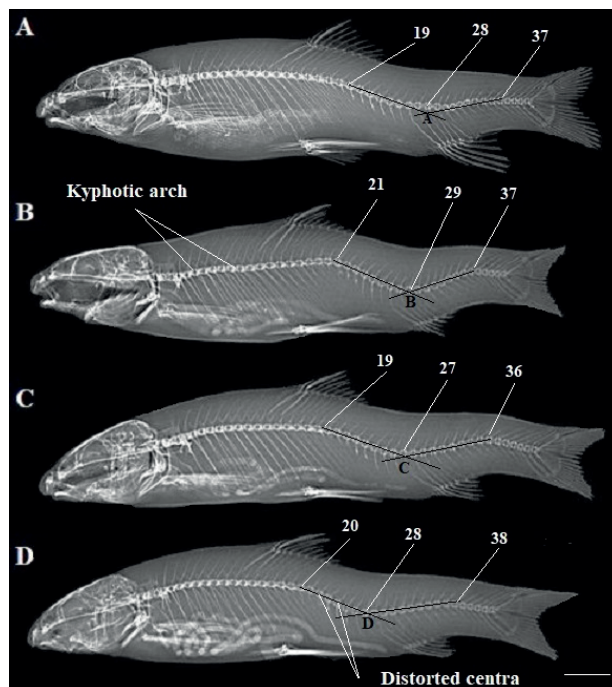 A
19
28
37
A
Kyphotic arch
B
21
29
37
B
C
19
27
36
C
D
20
28
38
D
Distorted centra